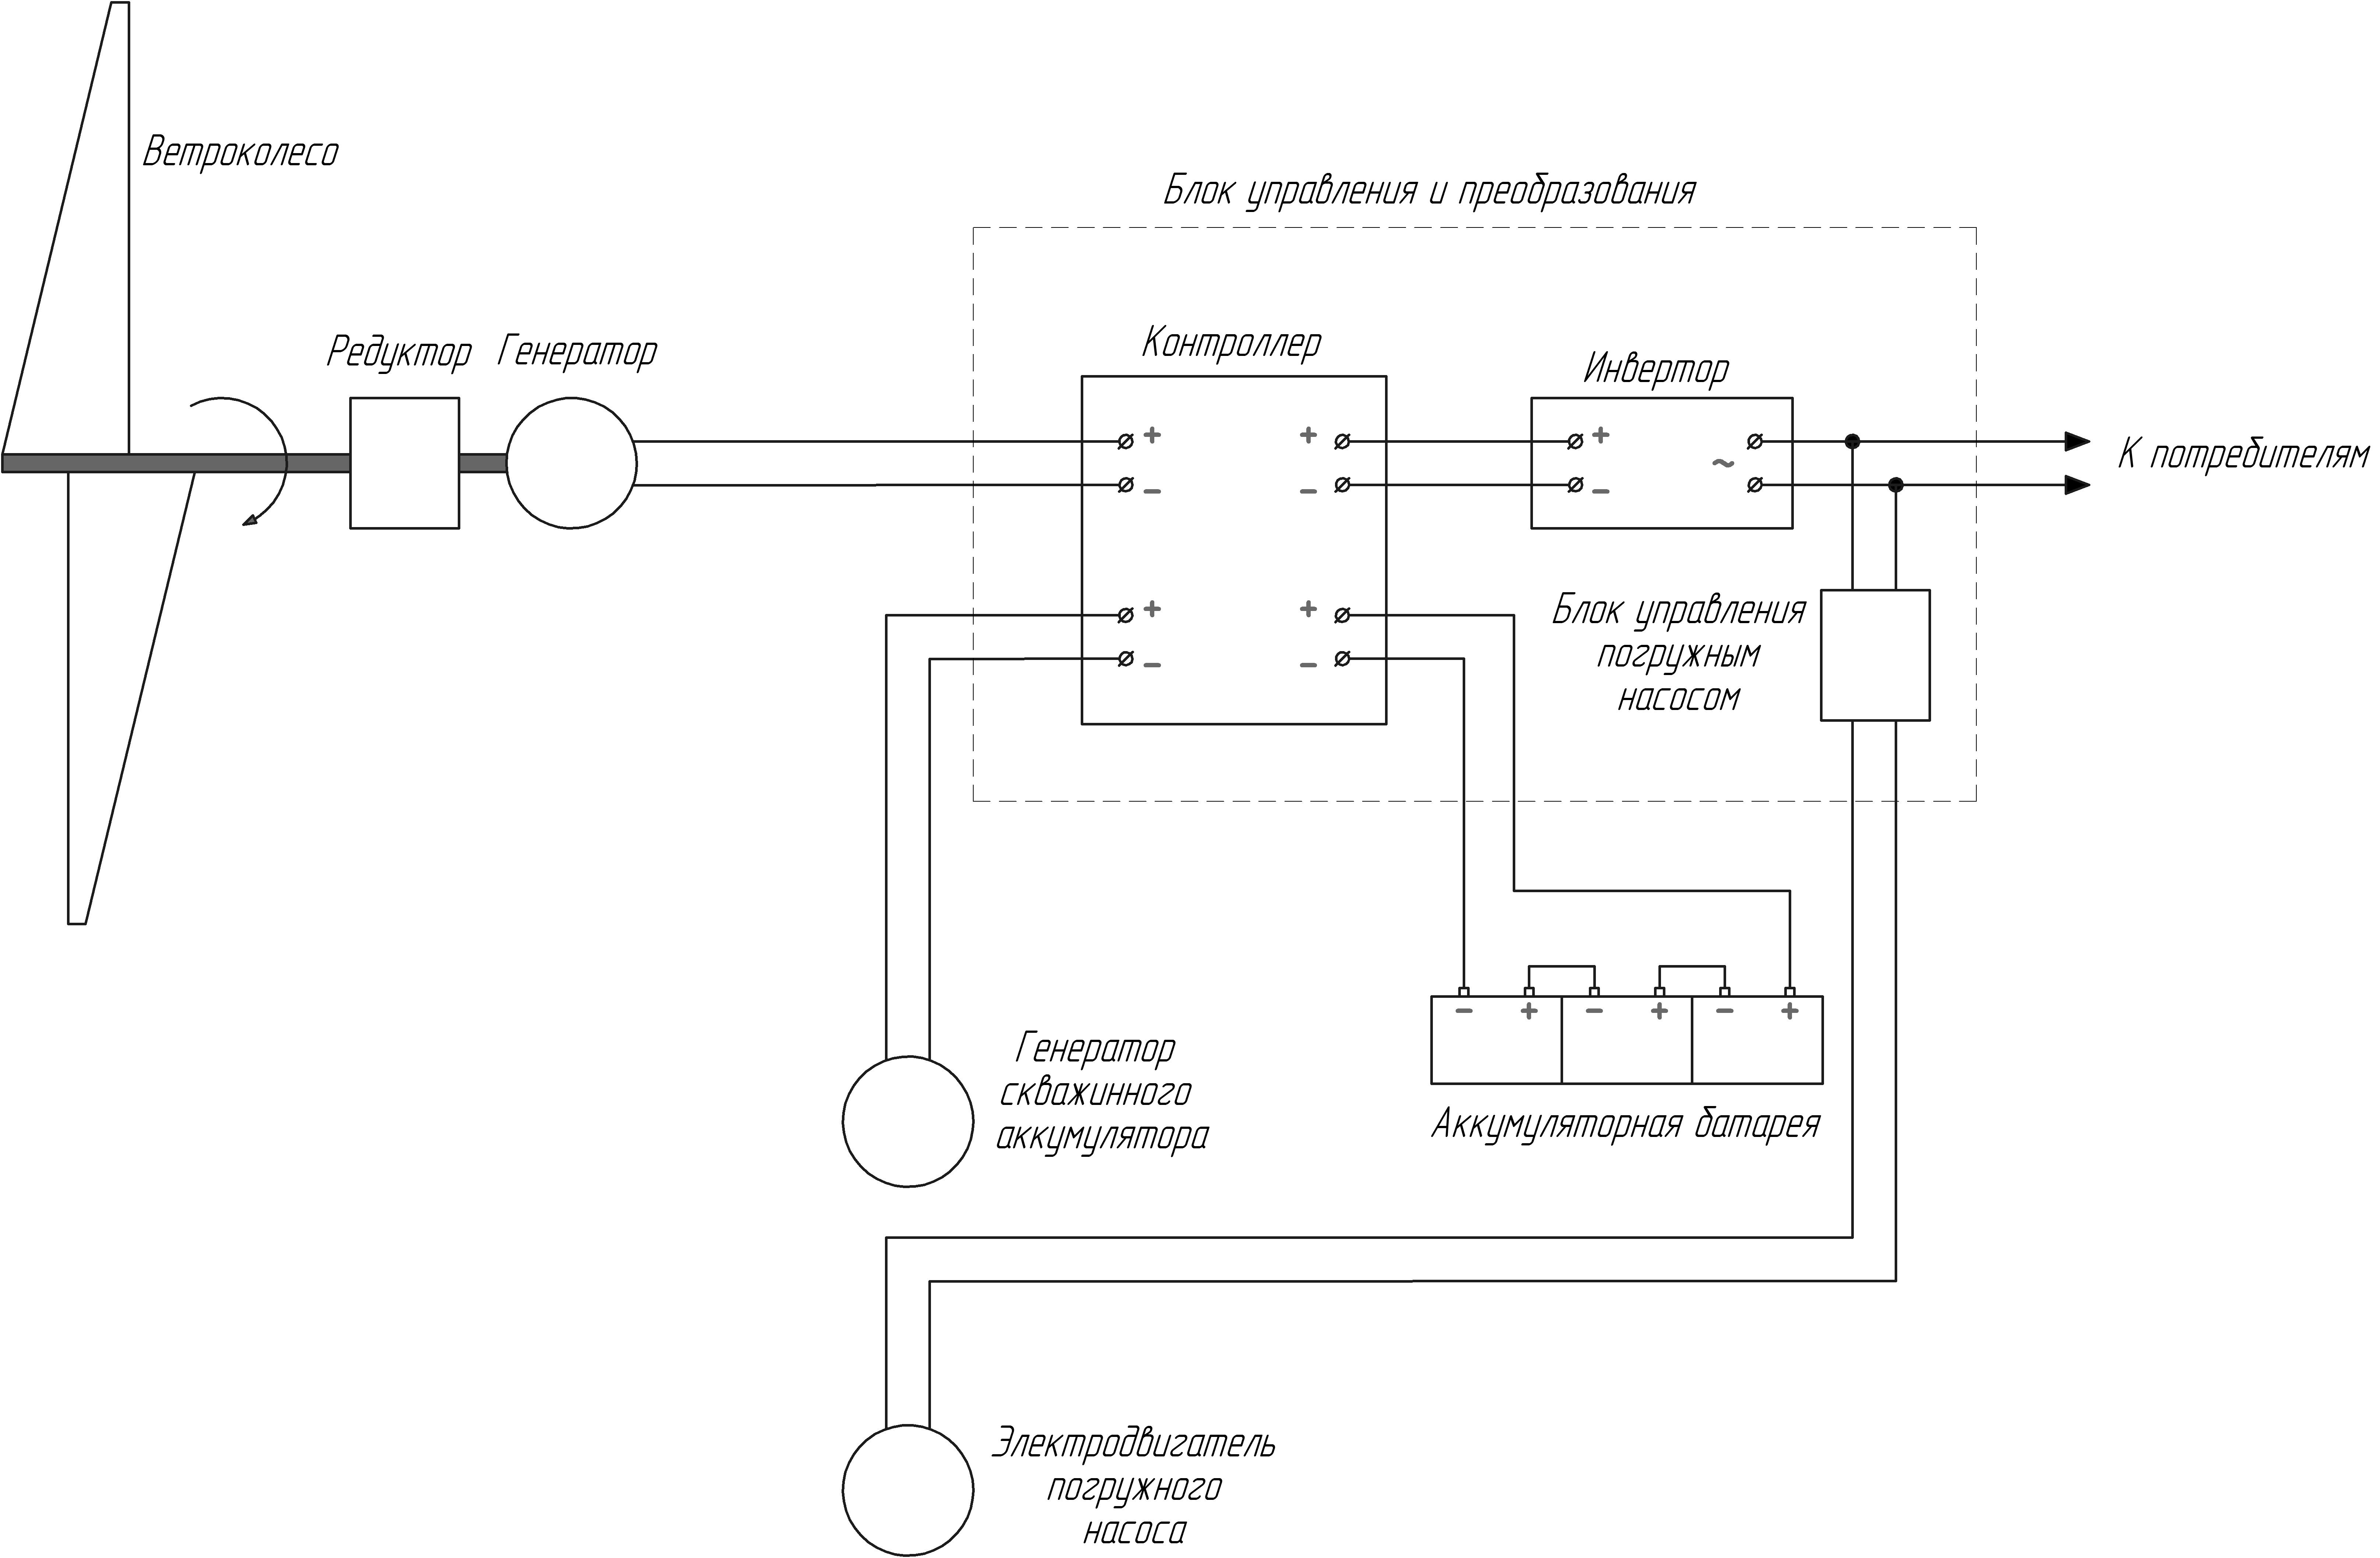 Ветроколесо
Блок управления и преобразования
Редуктор
Генератор
Контроллер
Инвертор
+
+
+
~
−
−
−
К потребителям
Блок управления
погружным
насосом
+
+
−
−
− + − + − +
Генератор
скважинного
аккумулятора
Аккумуляторная батарея
Электродвигатель
погружного
насоса